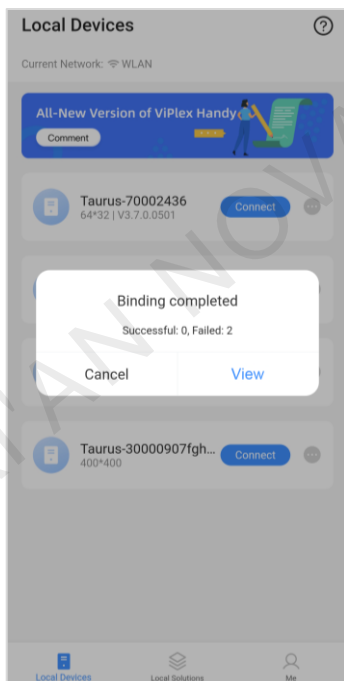 Local Devices
Current Network: WLAN
All-New Version of ViPlex Handy
Comment
Taurus-70002436
64*32 | V3.7.0.0501
Connect
Binding completed
Successful: 0, Failed: 2
Cancel
View
Taurus-30000907fgh...
400*400
Connect
Local Devices
Local Solutions
Me